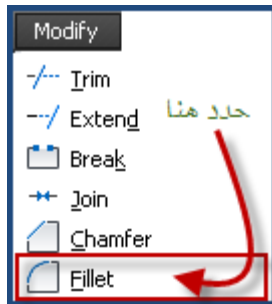 Modify
Trim
Extend
حدد هنا
Break
Join
Chamfer
Fillet